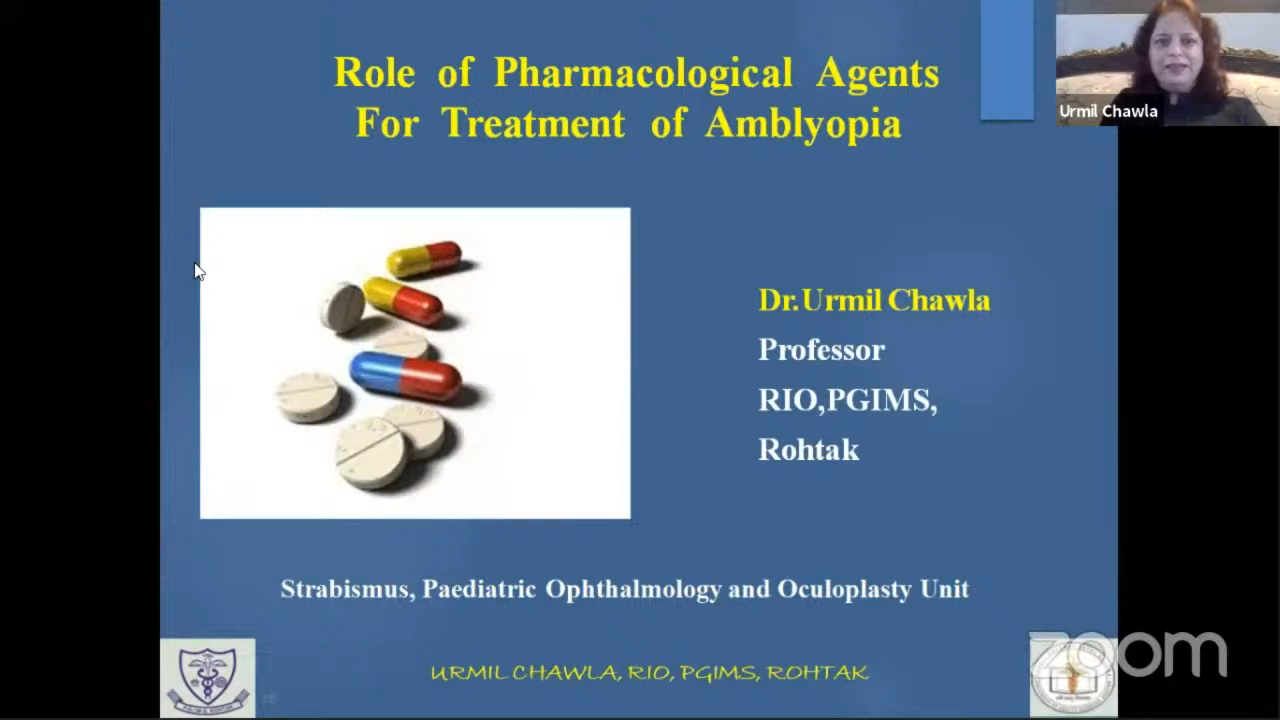 Role of Pharmacological Agents
For Treatment of Amblyopia
Urmil Chawla
Dr.Urmil Chawla
Professor
RIO,PGIMS,
Rohtak
Strabismus, Paediatric Ophthalmology and Oculoplasty Unit
URMIL CHAWLA, RIO, PGIMS, ROHTAK
zoom